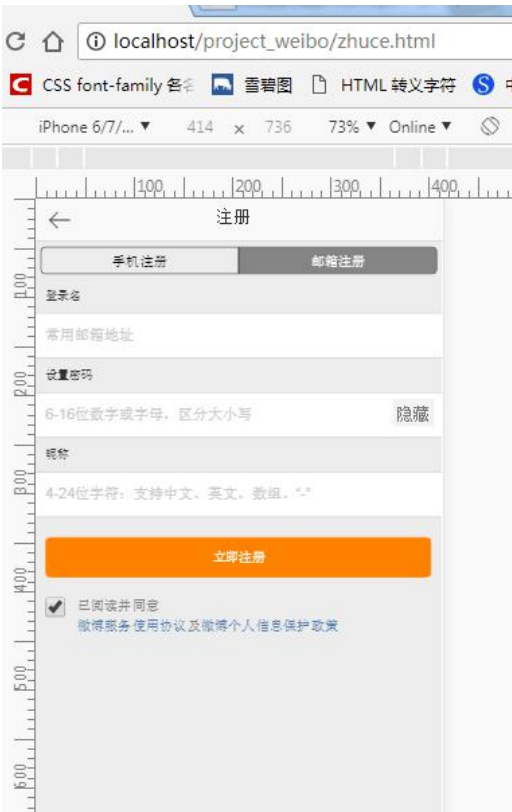 localhost/project_weibo/zhuce.html
CSS font-family 各 雪碧图 HTML 转义字符
iPhone 6/7/... ▼ 414 x 736 73% ▼ Online ▼
100 200 300 400
注册
手机注册 邮箱注册
登录名
常用邮箱地址
设置密码
6-16位数字或字母，区分大小写 隐藏
昵称
4-24位字符：支持中文、英文、数组、“-”
立即注册
已阅读并同意
微博服务使用协议及微博个人信息保护政策
100
200
300
400
500
600